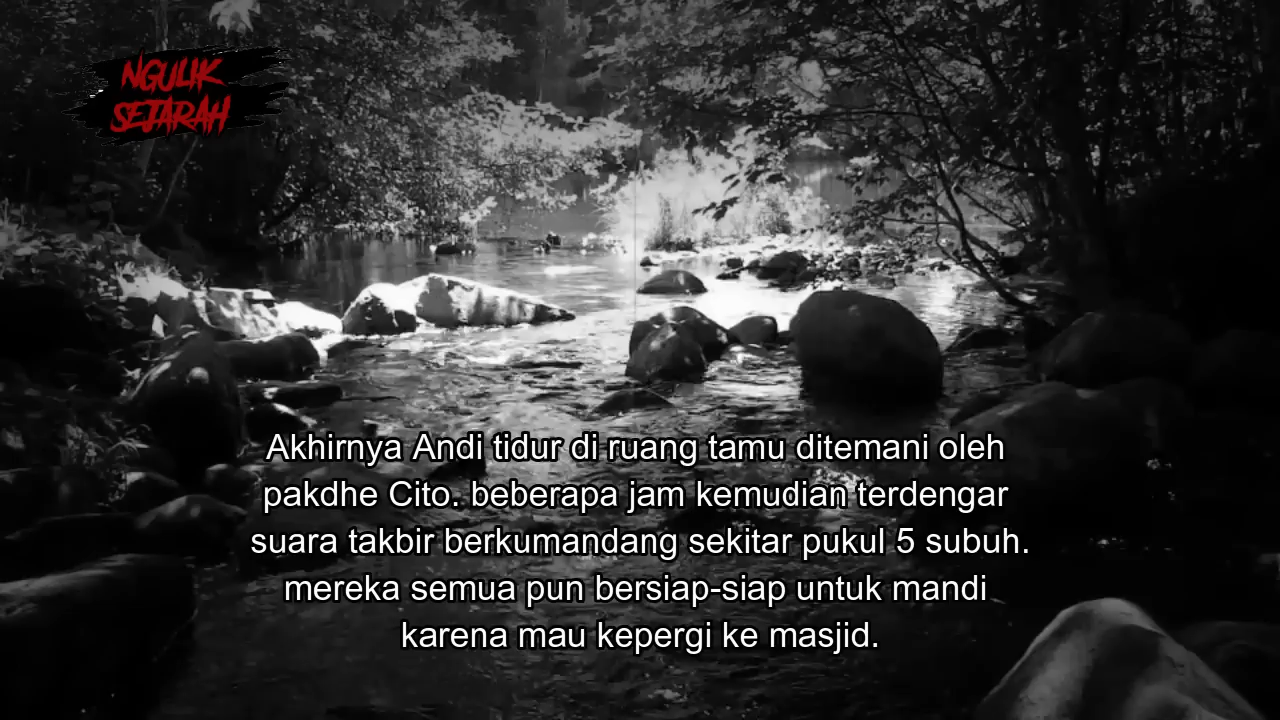 NGULIK
SEJARAH
Akhirnya Andi tidur di ruang tamu ditemani oleh
pakdhe Cito. beberapa jam kemudian terdengar
suara takbir berkumandang sekitar pukul 5 subuh.
mereka semua pun bersiap-siap untuk mandi
karena mau kepergi ke masjid.